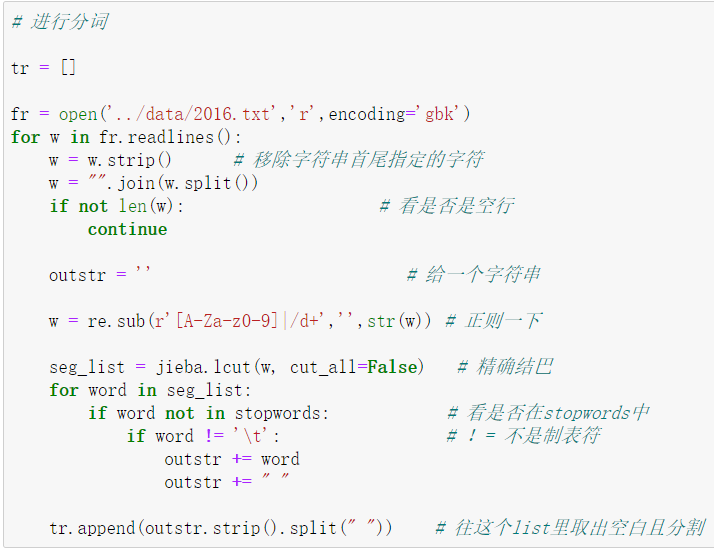 # 进行分词
tr = []
fr = open('../data/2016.txt','r',encoding='gbk')
for w in fr.readlines():
    w = w.strip()      # 移除字符串首尾指定的字符
    w = "".join(w.split())
    if not len(w):                    # 看是否是空行
        continue
    outstr = ''                          # 给一个字符串
    w = re.sub(r'[A-Za-z0-9]|/d+','',str(w)) # 正则一下
    seg_list = jieba.lcut(w, cut_all=False)   # 精确结巴
    for word in seg_list:
        if word not in stopwords:            # 看是否在stopwords中
            if word != '\t':                 # ! = 不是制表符
                outstr += word
                outstr += " "
    tr.append(outstr.strip().split(" "))    # 往这个list里取出空白且分割